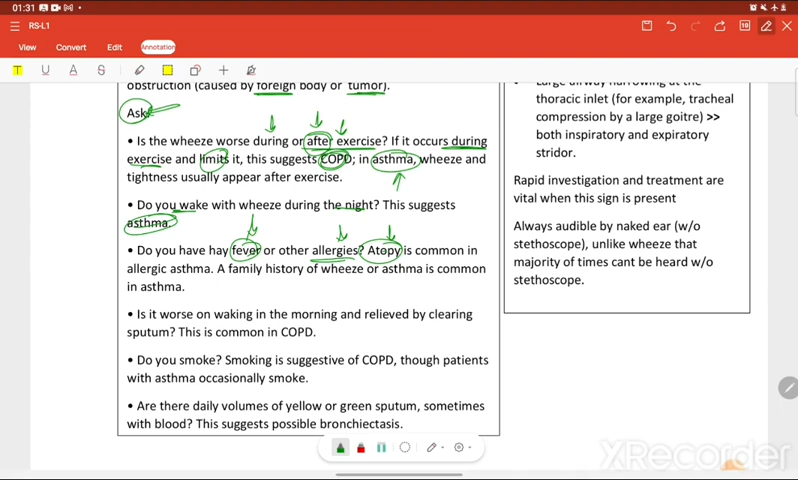 01:31
RS-L1
View Convert Edit Annotation
obstruction (caused by foreign body or tumor).
Ask:
• Is the wheeze worse during or after exercise? If it occurs during
exercise and limits it, this suggests COPD; in asthma, wheeze and
tightness usually appear after exercise.
• Do you wake with wheeze during the night? This suggests
asthma.
• Do you have hay fever or other allergies? Atopy is common in
allergic asthma. A family history of wheeze or asthma is common
in asthma.
• Is it worse on waking in the morning and relieved by clearing
sputum? This is common in COPD.
• Do you smoke? Smoking is suggestive of COPD, though patients
with asthma occasionally smoke.
• Are there daily volumes of yellow or green sputum, sometimes
with blood? This suggests possible bronchiectasis.
• Large airway narrowing at the
thoracic inlet (for example, tracheal
compression by a large goitre) >>
both inspiratory and expiratory
stridor.
Rapid investigation and treatment are
vital when this sign is present
Always audible by naked ear (w/o
stethoscope), unlike wheeze that
majority of times cant be heard w/o
stethoscope.
XRecorder